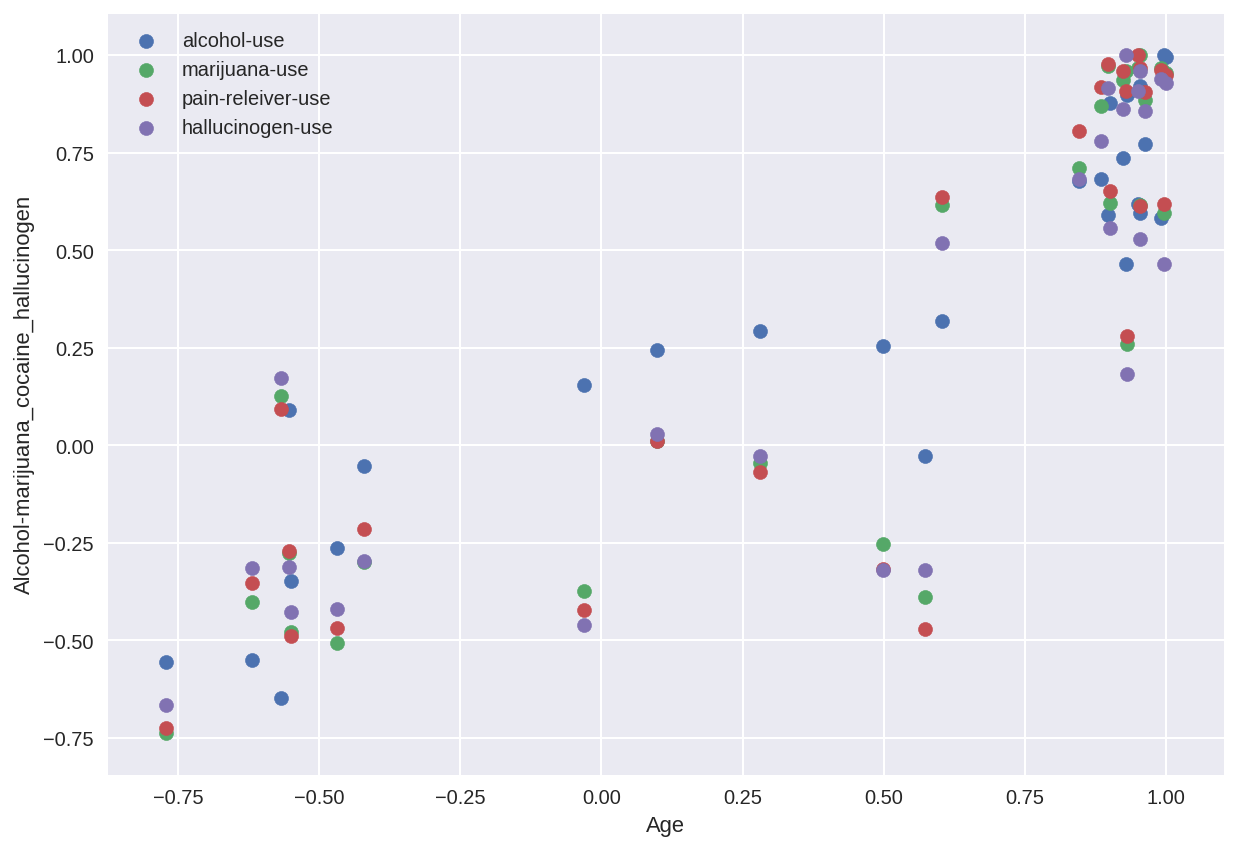 alcohol-use
marijuana-use
pain-releiver-use
hallucinogen-use
1.00
0.75
0.50
0.25
0.00
−0.25
−0.50
−0.75
Alcohol-marijuana_cocaine_hallucinogen
−0.75 −0.50 −0.25 0.00 0.25 0.50 0.75 1.00
Age